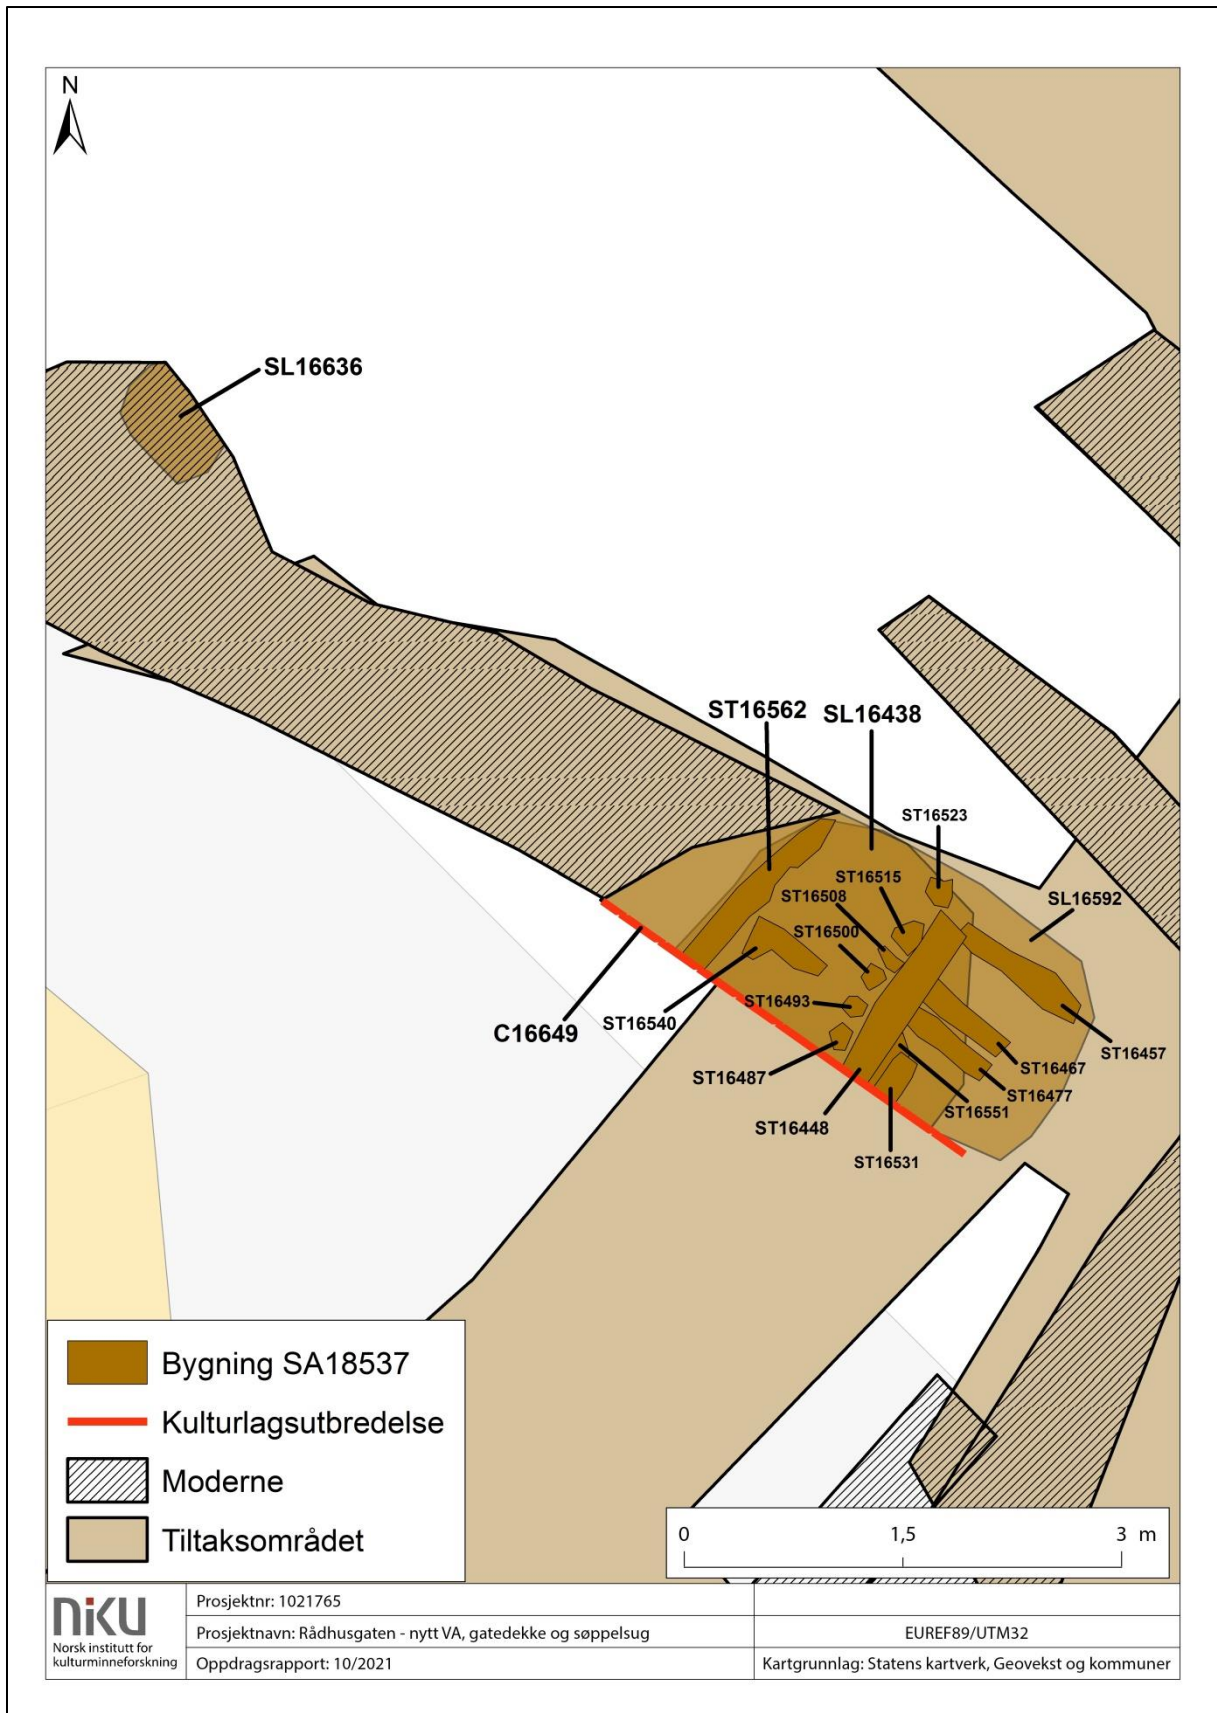 N
SL16636
ST16562
SL16438
ST16523
ST16515
ST16508
SL16592
ST16500
ST16493
C16649
ST16540
ST16457
ST16467
ST16487
ST16477
ST16551
ST16448
ST16531
Bygning SA18537
Kulturlagsutbredelse
Moderne
Tiltaksområdet
0 1,5 3 m
niku
Norsk institutt for
kulturminneforskning
Prosjektnr: 1021765
Prosjektnavn: Rådhusgaten - nytt VA, gatedekke og søppelsug
EUREF89/UTM32
Oppdragsrapport: 10/2021
Kartgrunnlag: Statens kartverk, Geovekst og kommuner